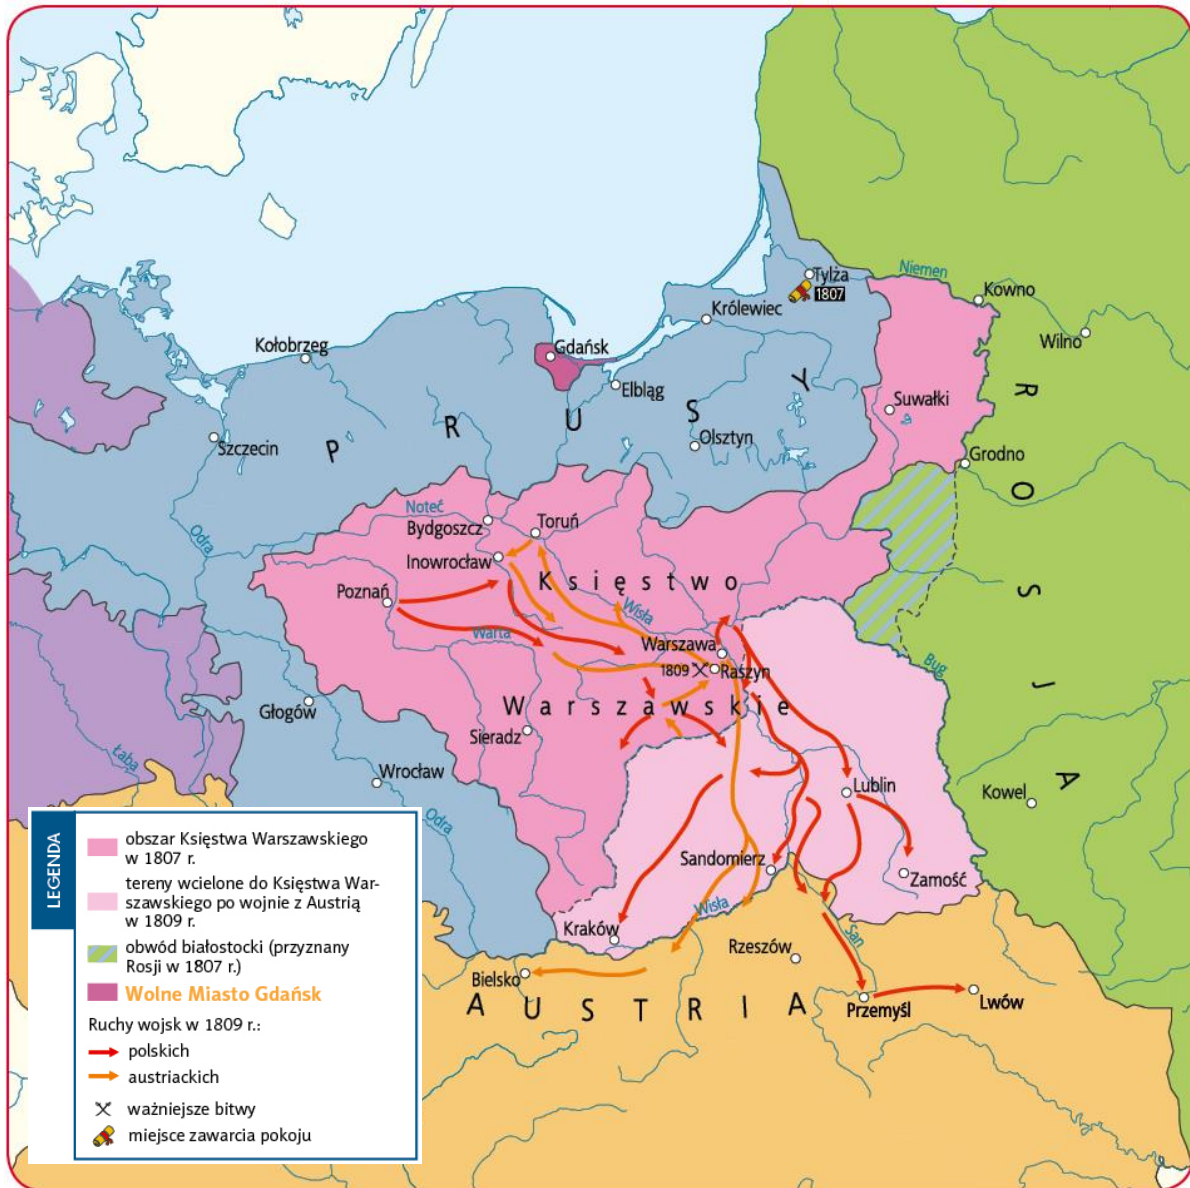 Tylża
1807
Niemen
Kowno
Królewiec
Wilno
Kołobrzeg
Gdańsk
Elbląg
Suwałki
Szczecin
P R U S Y
Olsztyn
Grodno
R O S J A
Noteć
Bydgoszcz
Toruń
Odra
Inowrocław
Księstwo
Poznań
Wisła
Warta
Warszawa
1809
Raszyn
Bug
Warszawskie
Głogów
Sieradz
Łaba
Wrocław
Lublin
Kowel
Odra
Sandomierz
Zamość
Wisła
Kraków
San
Rzeszów
Bielsko
A U S T R I A
Przemyśl
Lwów
LEGENDA
obszar Księstwa Warszawskiego
w 1807 r.
tereny wcielone do Księstwa War-
szawskiego po wojnie z Austrią
w 1809 r.
obwód białostocki (przyznany
Rosji w 1807 r.)
Wolne Miasto Gdańsk
Ruchy wojsk w 1809 r.:
polskich
austriackich
ważniejsze bitwy
miejsce zawarcia pokoju